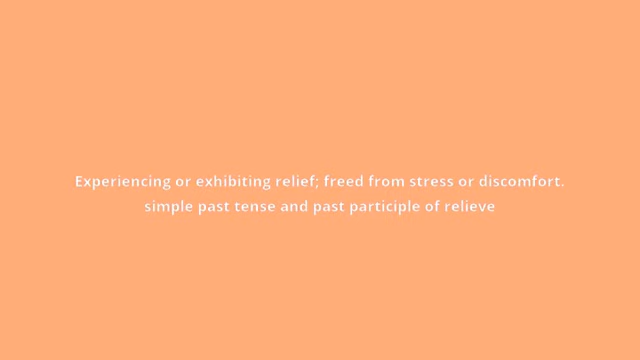 Experiencing or exhibiting relief; freed from stress or discomfort.
simple past tense and past participle of relieve